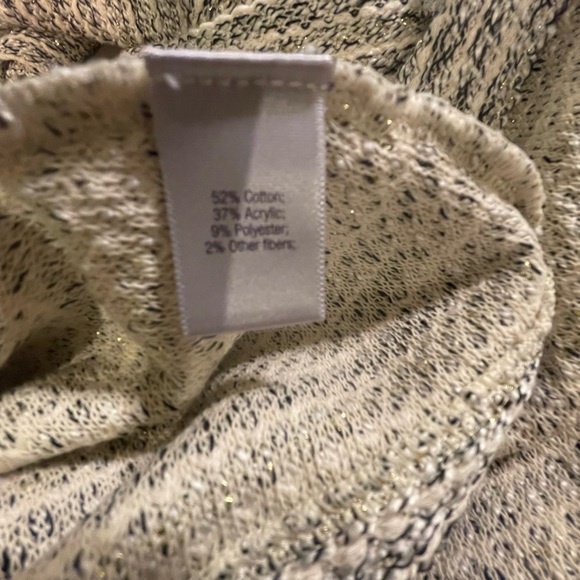 52% Cotton;
37% Acrylic;
9% Polyester;
2% Other fibers;